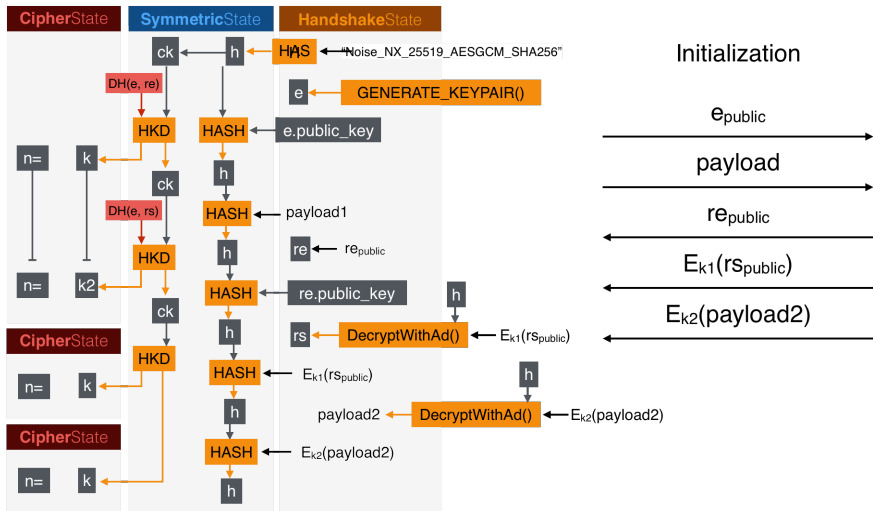 CipherState SymmetricState HandshakeState
ck h HAS “Noise_NX_25519_AESGCM_SHA256”
Initialization
DH(e, re) e GENERATE_KEYPAIR()
epublic
HKD HASH e.public_key
n= k h payload
ck
DH(e, rs) HASH payload1
republic
h re republic
HKD
Ek1(rspublic)
n= k2 HASH re.public_key h
ck Ek2(payload2)
h rs DecryptWithAd() Ek1(rspublic)
CipherState
HKD
n= k HASH Ek1(rspublic) h
h payload2 DecryptWithAd() Ek2(payload2)
CipherState
HASH Ek2(payload2)
n= k h